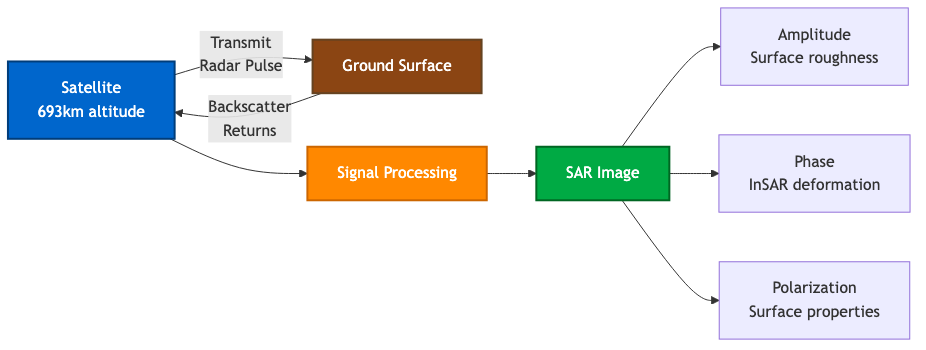 Satellite
693km altitude
Transmit
Radar Pulse
Backscatter
Returns
Ground Surface
Signal Processing
SAR Image
Amplitude
Surface roughness
Phase
InSAR deformation
Polarization
Surface properties